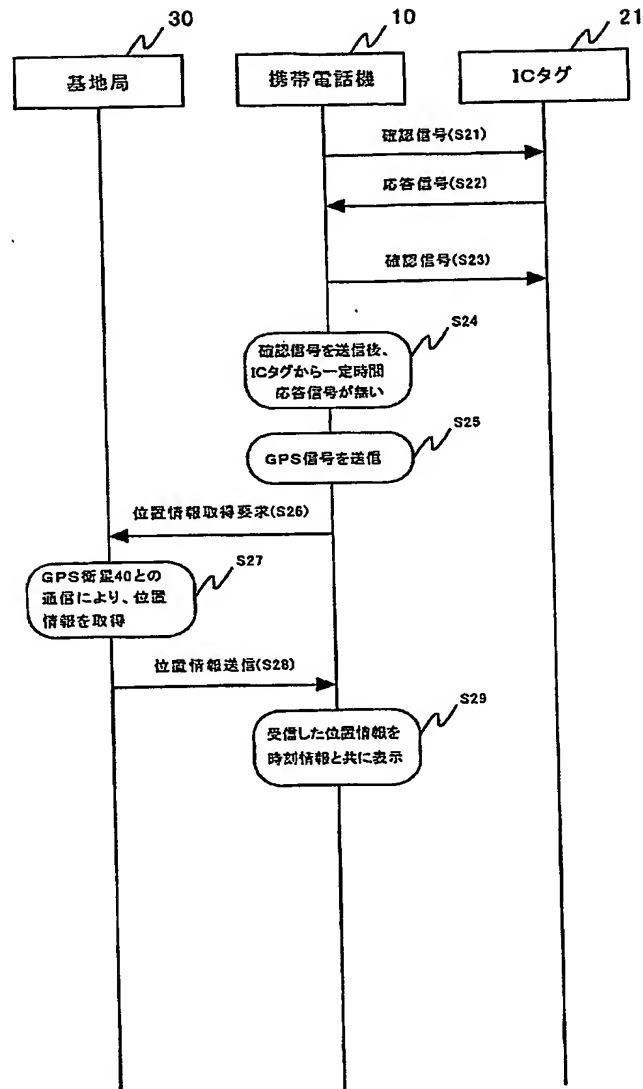 30
10
21
基地局
携帯電話機
ICタグ
確認信号(S21)
応答信号(S22)
確認信号(S23)
S24
確認信号を送信後、
ICタグから一定時間
応答信号が無い
S25
GPS信号を送信
位置情報取得要求(S26)
S27
GPS衛星40との
通信により、位置
情報を取得
位置情報送信(S28)
S29
受信した位置情報を
時刻情報と共に表示